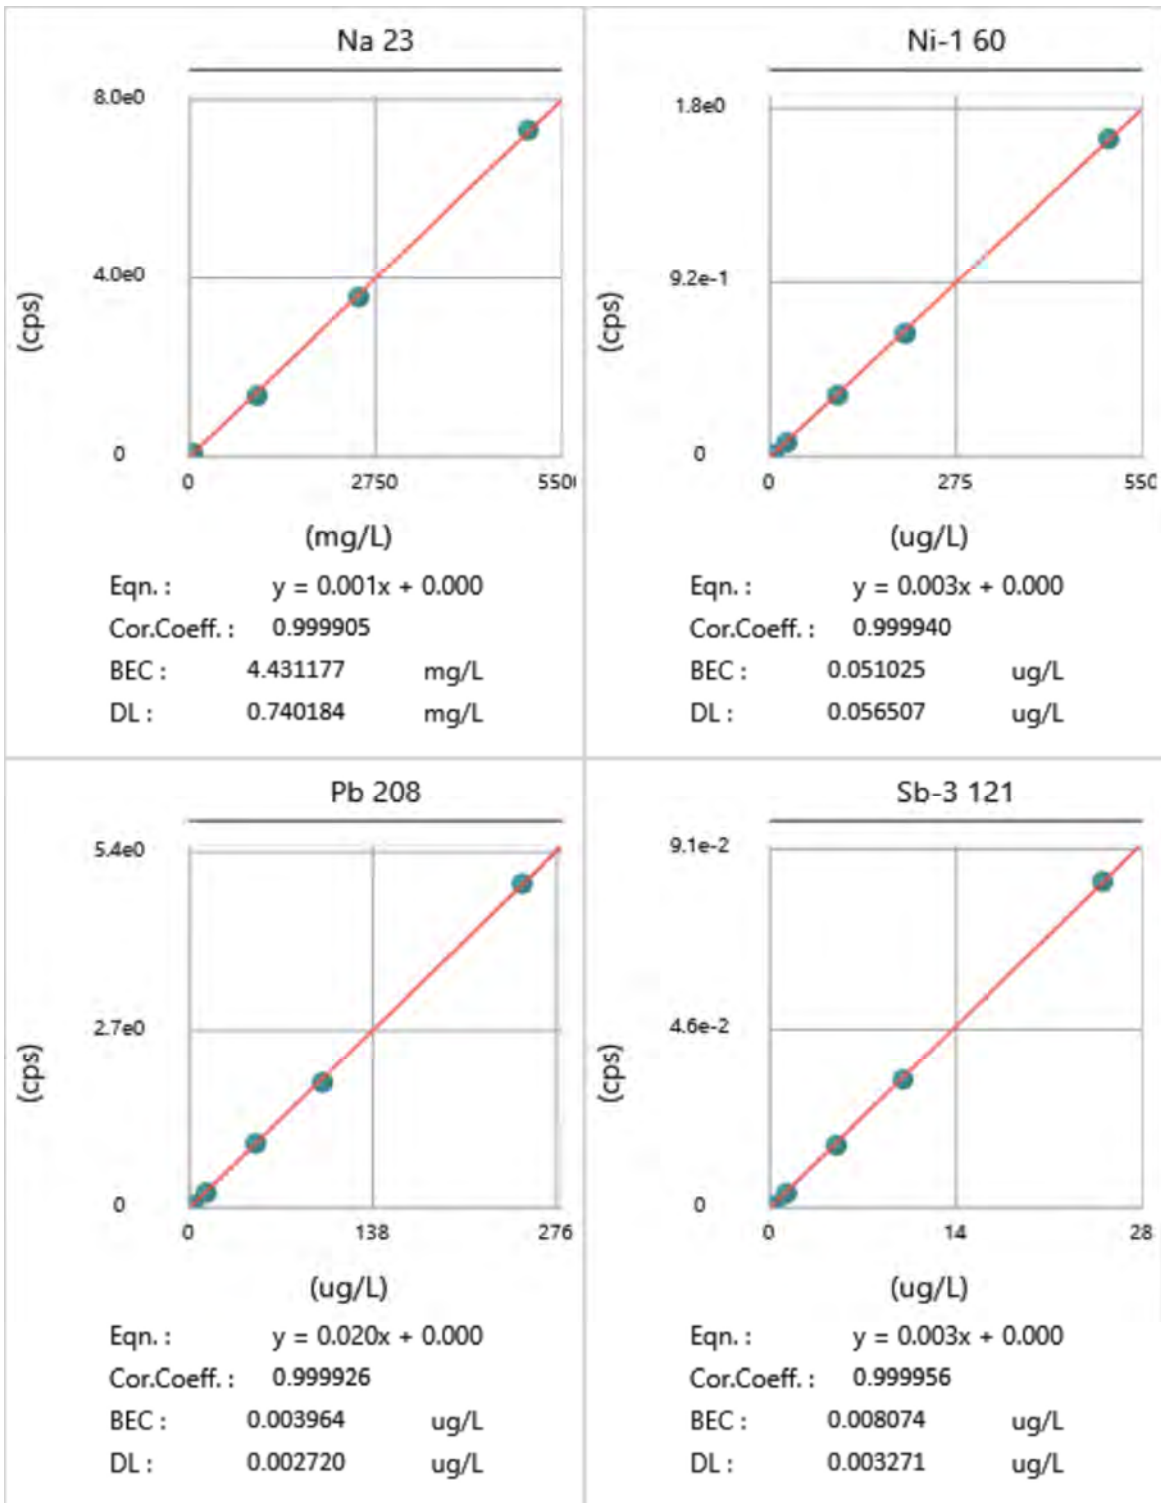 Na 23
8.0e0
4.0e0
0
(cps)
0 2750 5500
(mg/L)
Eqn. : y = 0.001x + 0.000
Cor.Coeff. : 0.999905
BEC : 4.431177 mg/L
DL : 0.740184 mg/L
Ni-1 60
1.8e0
9.2e-1
0
(cps)
0 275 550
(ug/L)
Eqn. : y = 0.003x + 0.000
Cor.Coeff. : 0.999940
BEC : 0.051025 ug/L
DL : 0.056507 ug/L
Pb 208
5.4e0
2.7e0
0
(cps)
0 138 276
(ug/L)
Eqn. : y = 0.020x + 0.000
Cor.Coeff. : 0.999926
BEC : 0.003964 ug/L
DL : 0.002720 ug/L
Sb-3 121
9.1e-2
4.6e-2
0
(cps)
0 14 28
(ug/L)
Eqn. : y = 0.003x + 0.000
Cor.Coeff. : 0.999956
BEC : 0.008074 ug/L
DL : 0.003271 ug/L